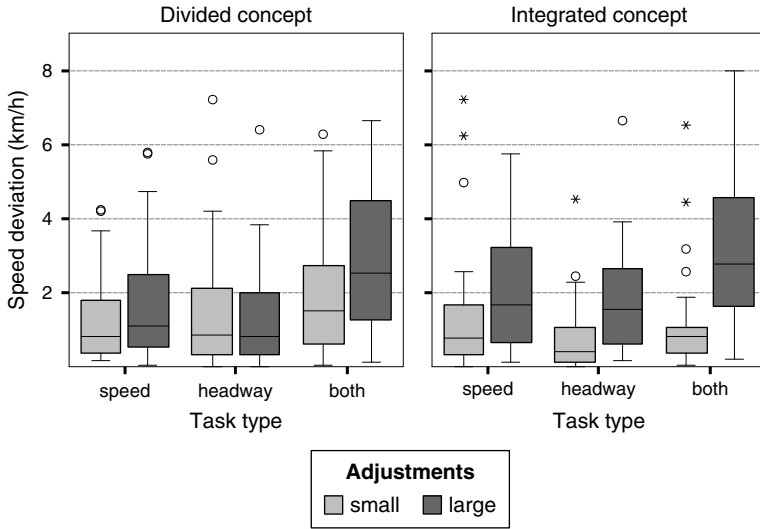 Divided concept Integrated concept
Speed deviation (km/h)
8
6
4
2
speed headway both speed headway both
Task type Task type
Adjustments
small large